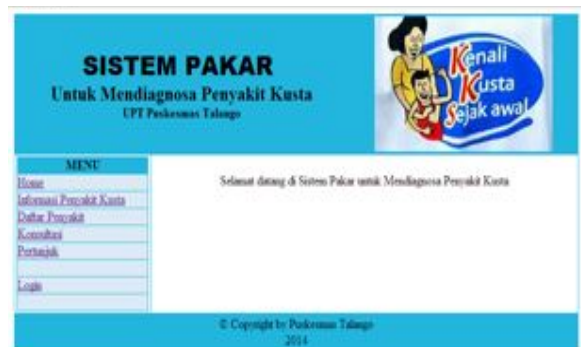 SISTEM PAKAR
Untuk Mendiagnosa Penyakit Kusta
UPT Puskesmas Talango
Kenali
Kusta
Sejak awal
MENU
Home
Informasi Penyakit Kusta
Daftar Penyakit
Konsultasi
Pertunjuk
Login
Selamat datang di Sistem Pakar untuk Mendiagnosa Penyakit Kusta
© Copyright by Puskesmas Talango
2014